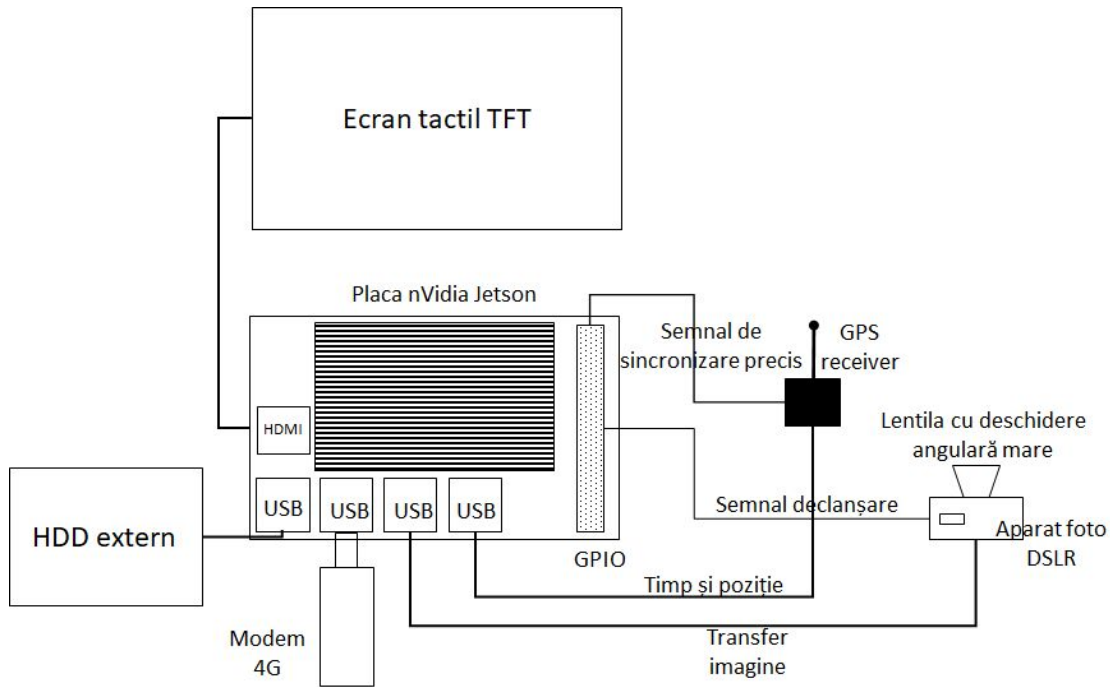 Ecran tactil TFT
Placa nVidia Jetson
Semnal de
sincronizare precis
GPS
receiver
HDMI
Lentila cu deschidere
angulară mare
USB
USB
USB
USB
HDD extern
Semnal declanșare
Aparat foto
DSLR
GPIO
Timp și poziție
Modem
4G
Transfer
imagine